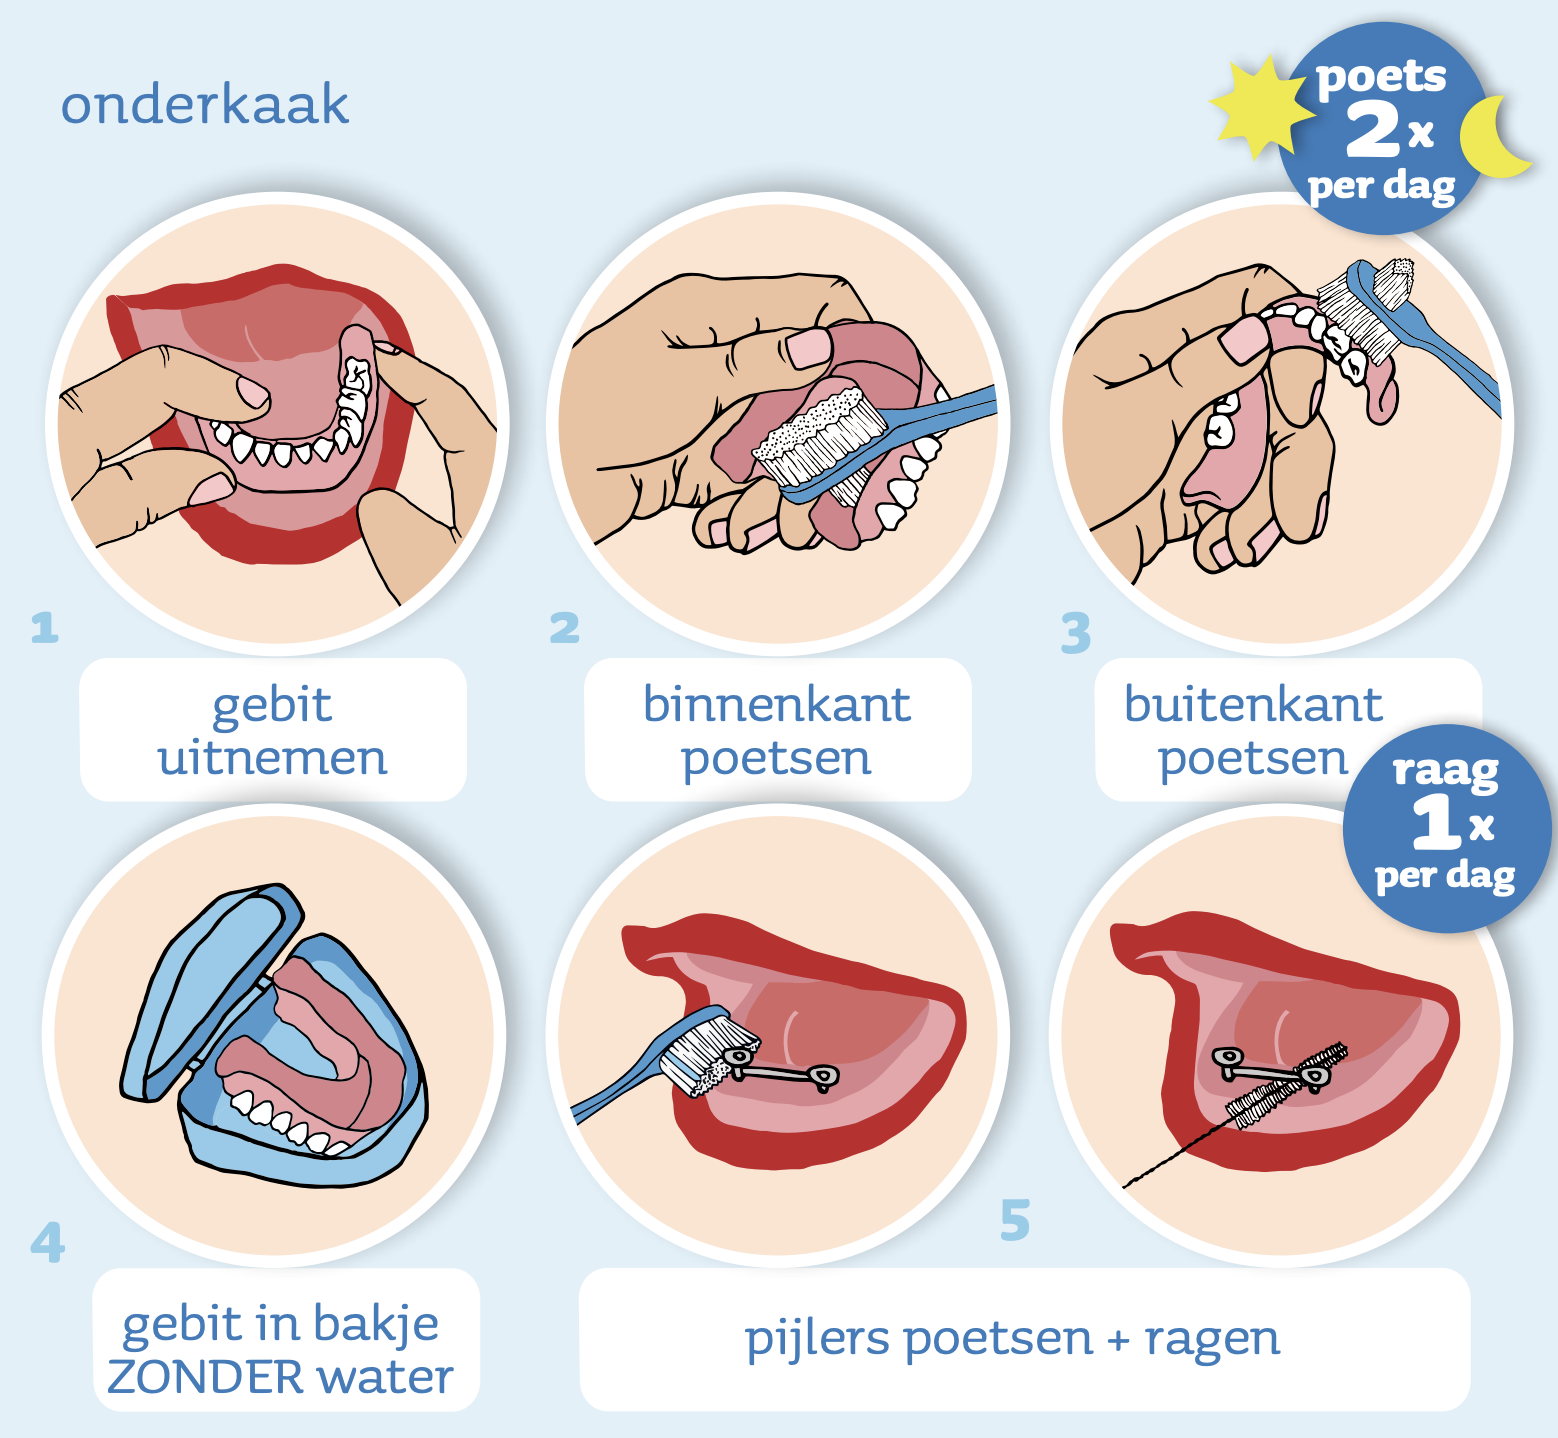 onderkaak
poets
2x
per dag
1
gebit
uitnemen
2
binnenkant
poetsen
3
buitenkant
poetsen
raag
1x
per dag
4
gebit in bakje
ZONDER water
5
pijlers poetsen + ragen